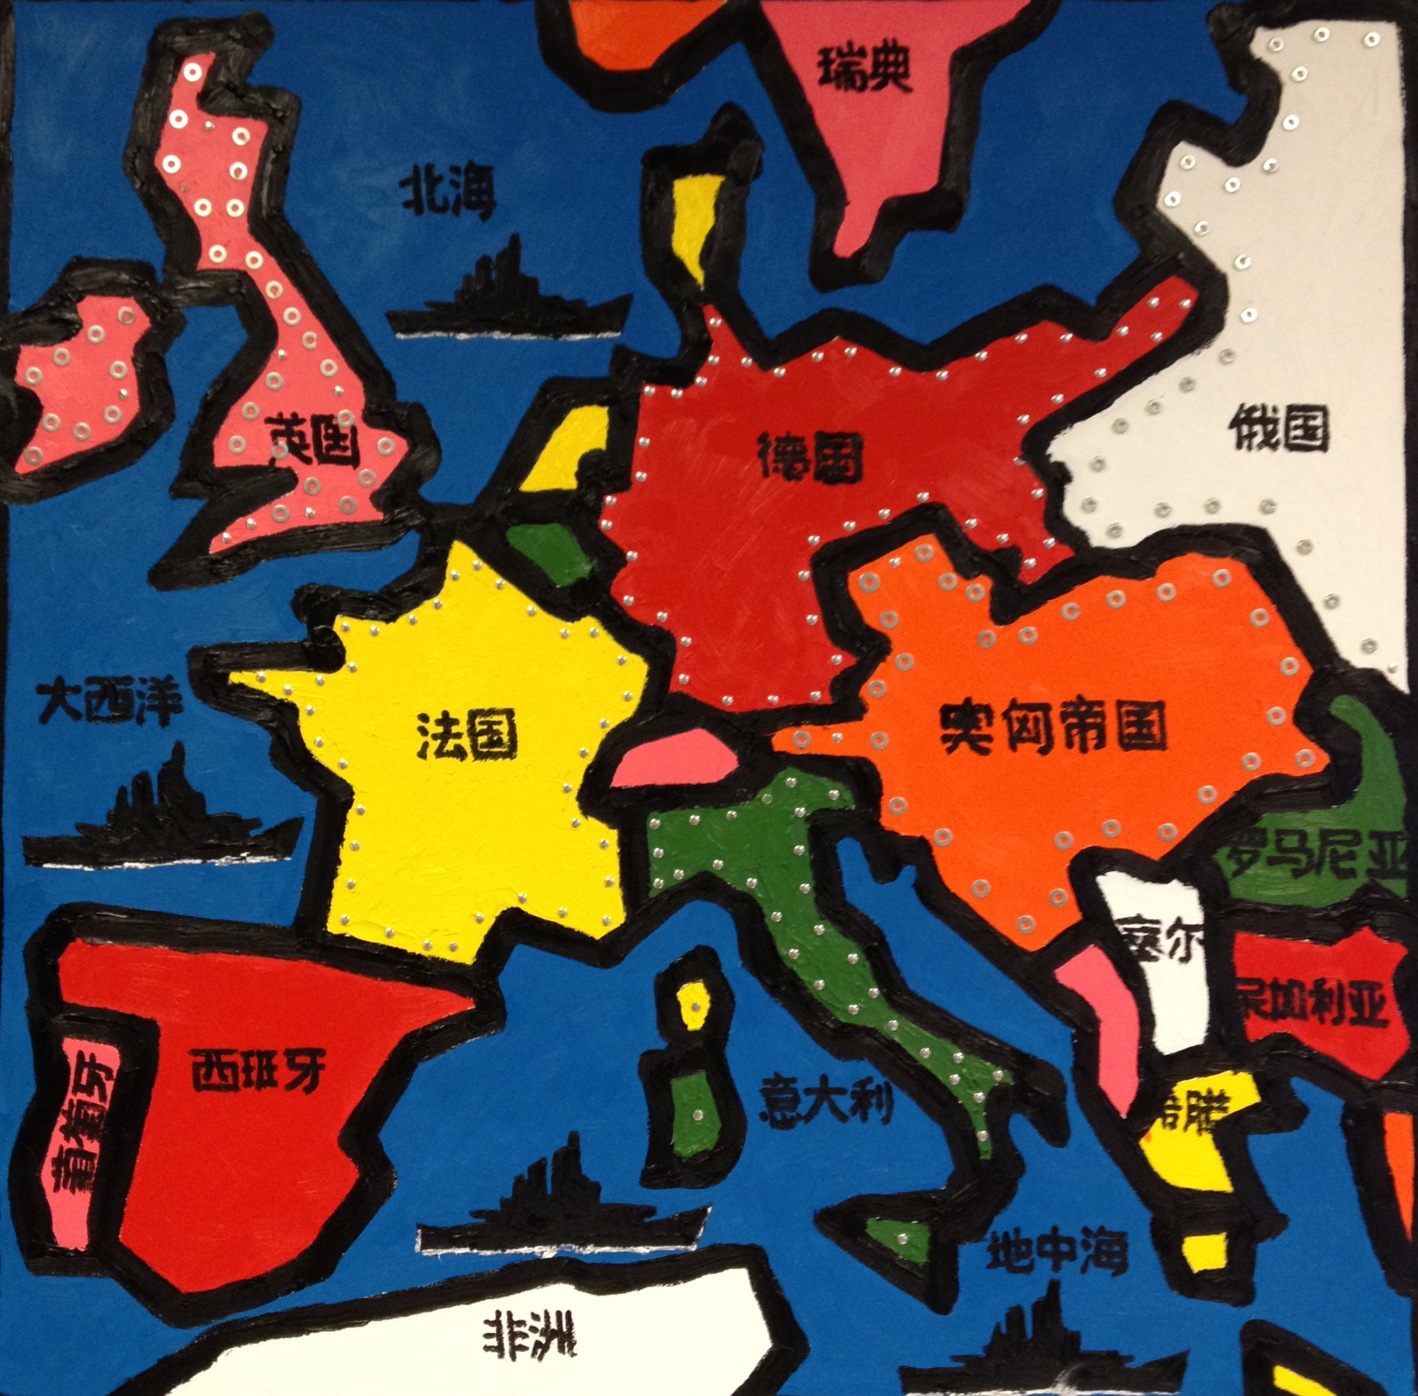 瑞典
北海
英国
德国
俄国
大西洋
法国
奥匈帝国
罗马尼亚
塞尔
保加利亚
西班牙
葡萄牙
意大利
希腊
地中海
非洲